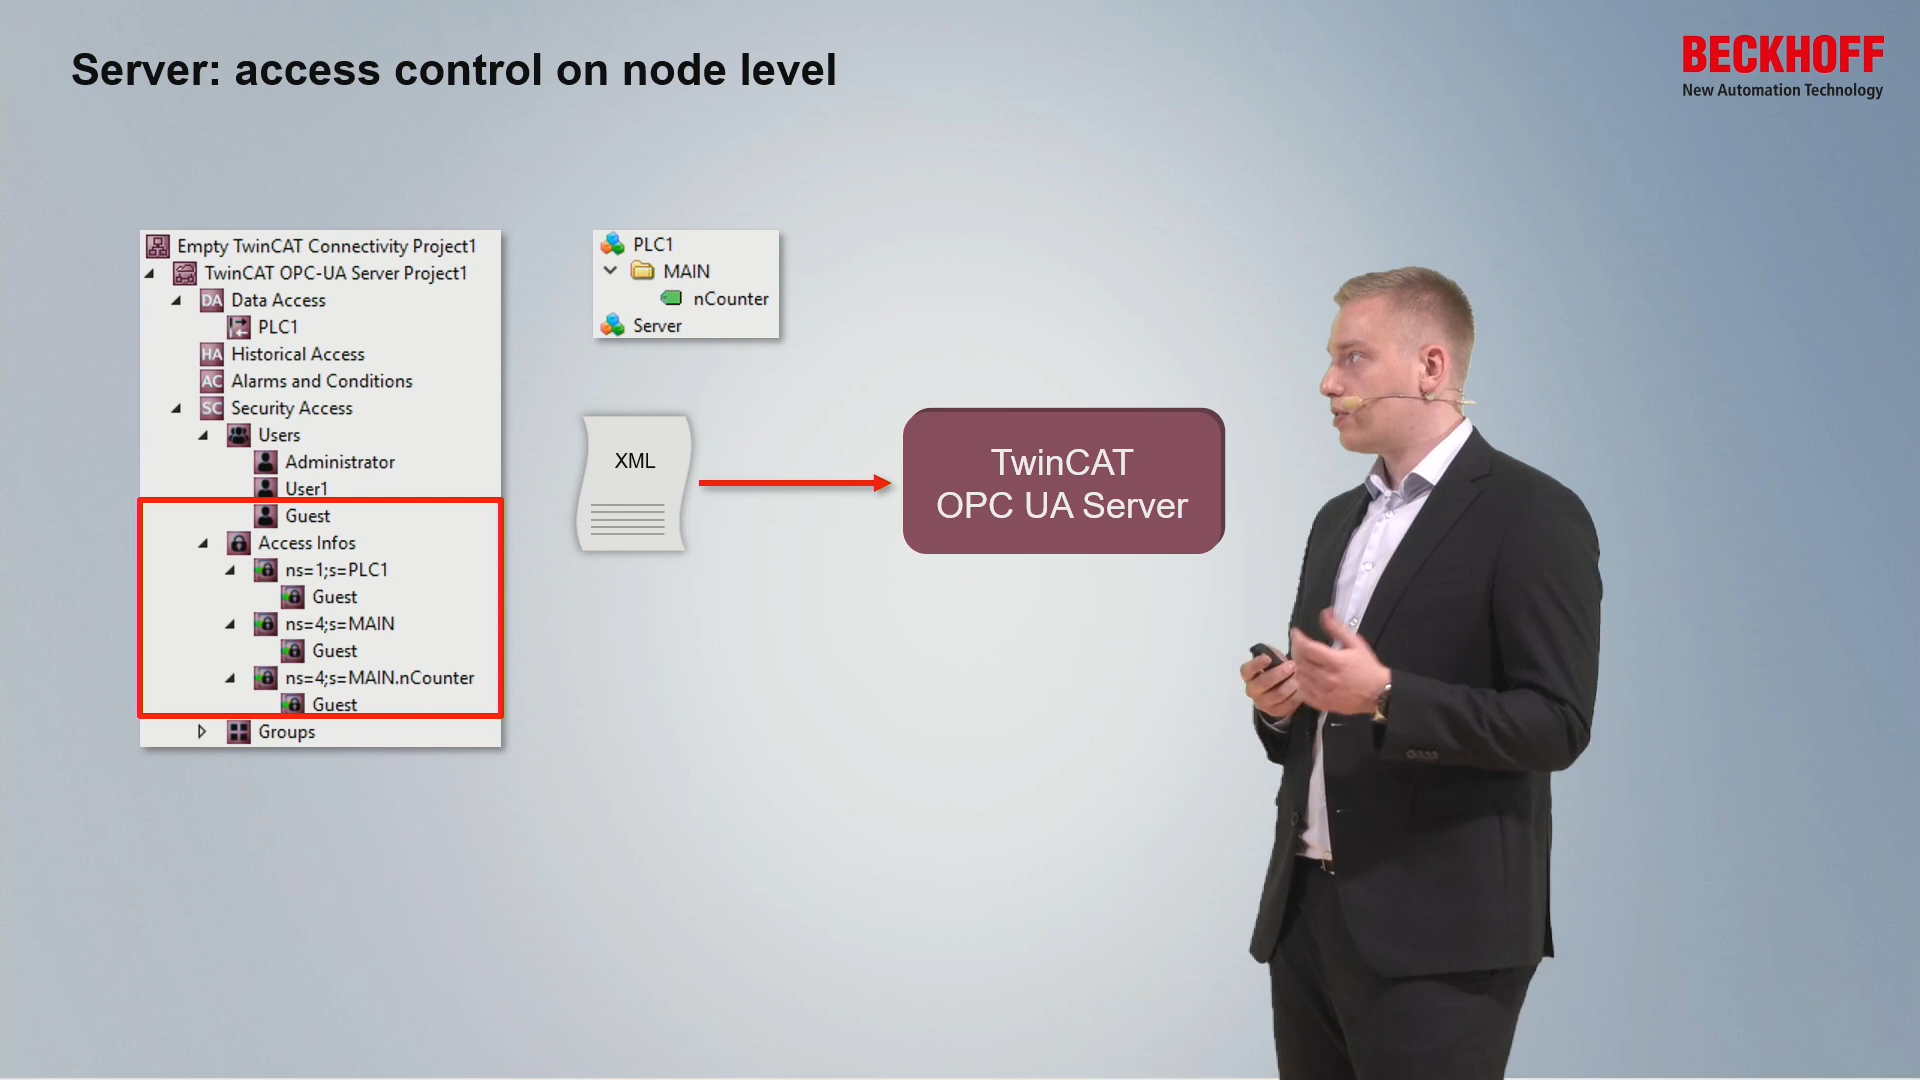 Server: access control on node level
BECKHOFF
New Automation Technology
Empty TwinCAT Connectivity Project1
TwinCAT OPC-UA Server Project1
DA Data Access
PLC1
HA Historical Access
AC Alarms and Conditions
SC Security Access
Users
Administrator
User1
Guest
Access Infos
ns=1;s=PLC1
Guest
ns=4;s=MAIN
Guest
ns=4;s=MAIN.nCounter
Guest
Groups
PLC1
MAIN
nCounter
Server
XML
TwinCAT
OPC UA Server